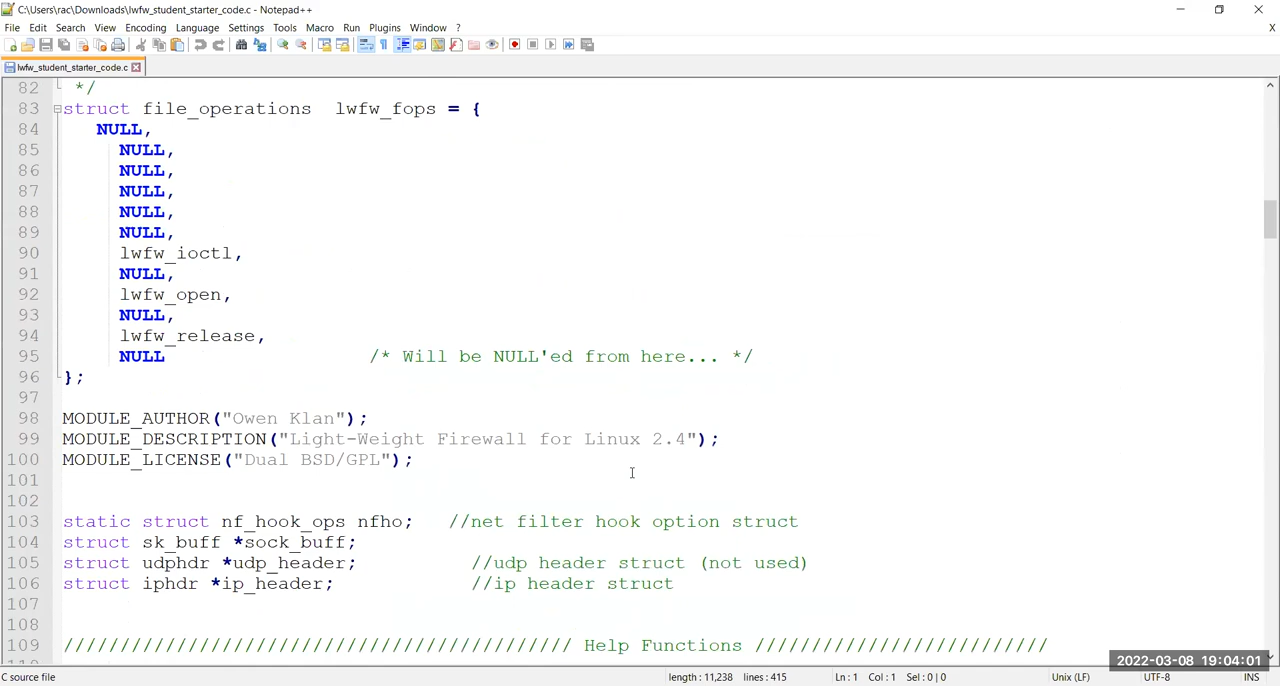 C:\Users\rac\Downloads\lwfw_student_starter_code.c - Notepad++
File Edit Search View Encoding Language Settings Tools Macro Run Plugins Window ? X
lwfw_student_starter_code.c
82 */
83 struct file_operations lwfw_fops = {
84 NULL,
85 NULL,
86 NULL,
87 NULL,
88 NULL,
89 NULL,
90 lwfw_ioctl,
91 NULL,
92 lwfw_open,
93 NULL,
94 lwfw_release,
95 NULL /* Will be NULL'ed from here... */
96 };
97
98 MODULE_AUTHOR("Owen Klan");
99 MODULE_DESCRIPTION("Light-Weight Firewall for Linux 2.4");
100 MODULE_LICENSE("Dual BSD/GPL");
101
102
103 static struct nf_hook_ops nfho; //net filter hook option struct
104 struct sk_buff *sock_buff;
105 struct udphdr *udp_header; //udp header struct (not used)
106 struct iphdr *ip_header; //ip header struct
107
108
109 ///////////////////////////////////////////// Help Functions //////////////////////////
2022-03-08 19:04:01
C source file length : 11,238 lines : 415 Ln : 1 Col : 1 Sel : 0 | 0 Unix (LF) UTF-8 INS